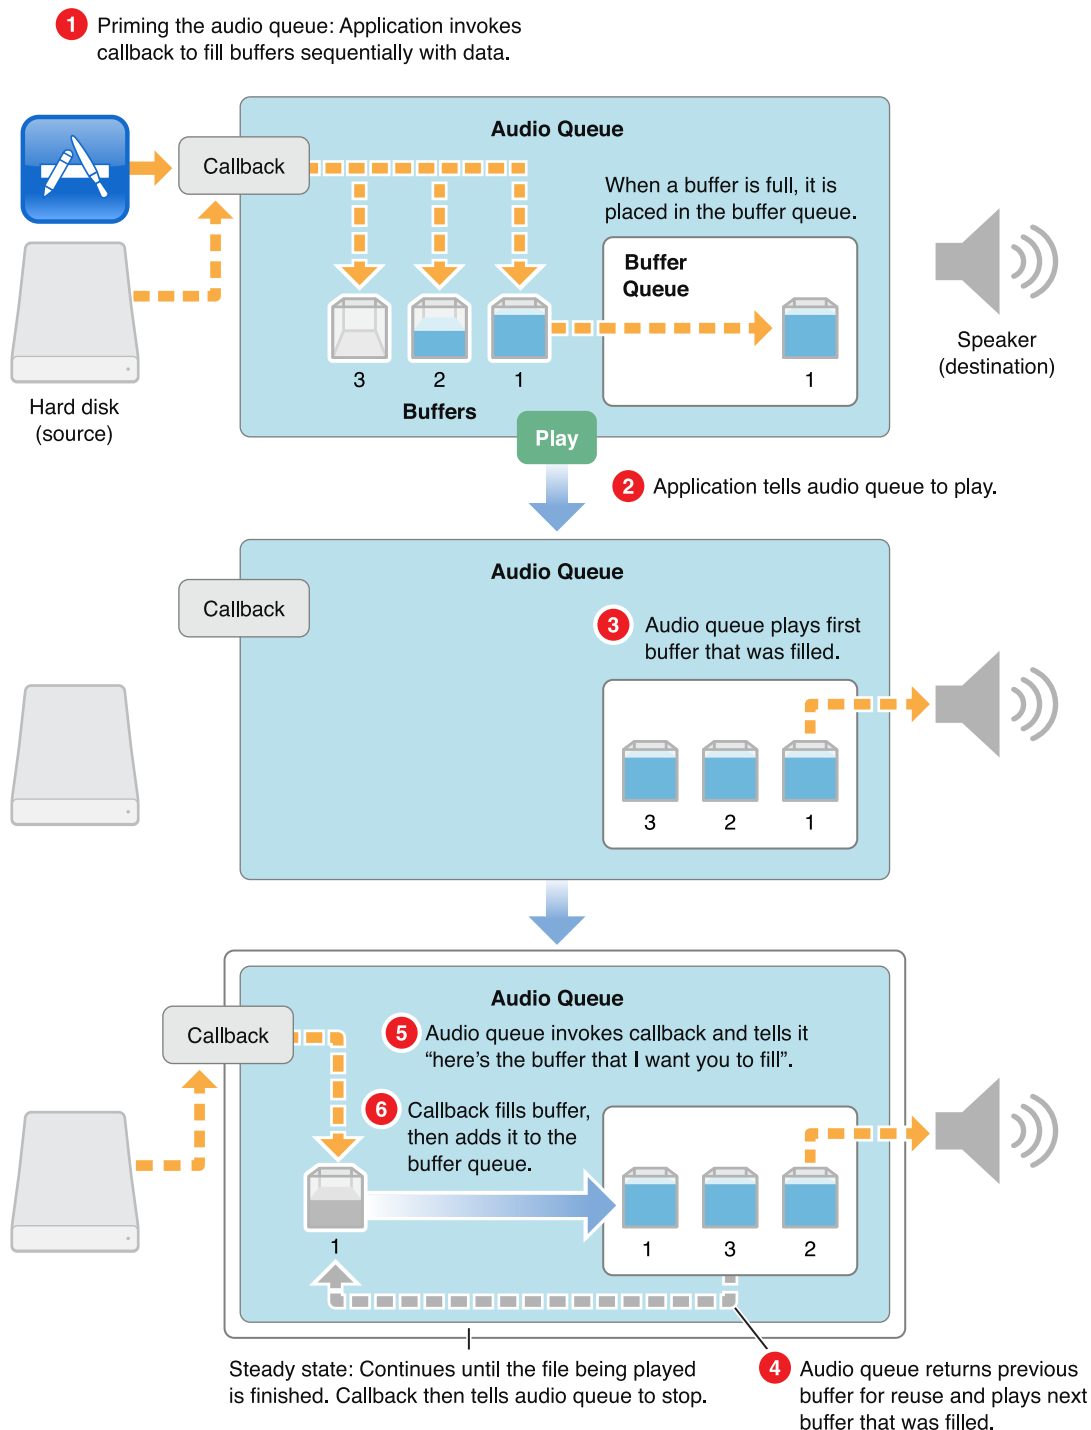 1 Priming the audio queue: Application invokes
callback to fill buffers sequentially with data.
Audio Queue
Callback
When a buffer is full, it is
placed in the buffer queue.
Buffer
Queue
3
2
1
1
Buffers
Hard disk
(source)
Speaker
(destination)
Play
2 Application tells audio queue to play.
Audio Queue
Callback
3 Audio queue plays first
buffer that was filled.
3
2
1
Audio Queue
Callback
5 Audio queue invokes callback and tells it
“here’s the buffer that I want you to fill”.
6 Callback fills buffer,
then adds it to the
buffer queue.
1
1
3
2
Steady state: Continues until the file being played
is finished. Callback then tells audio queue to stop.
4 Audio queue returns previous
buffer for reuse and plays next
buffer that was filled.